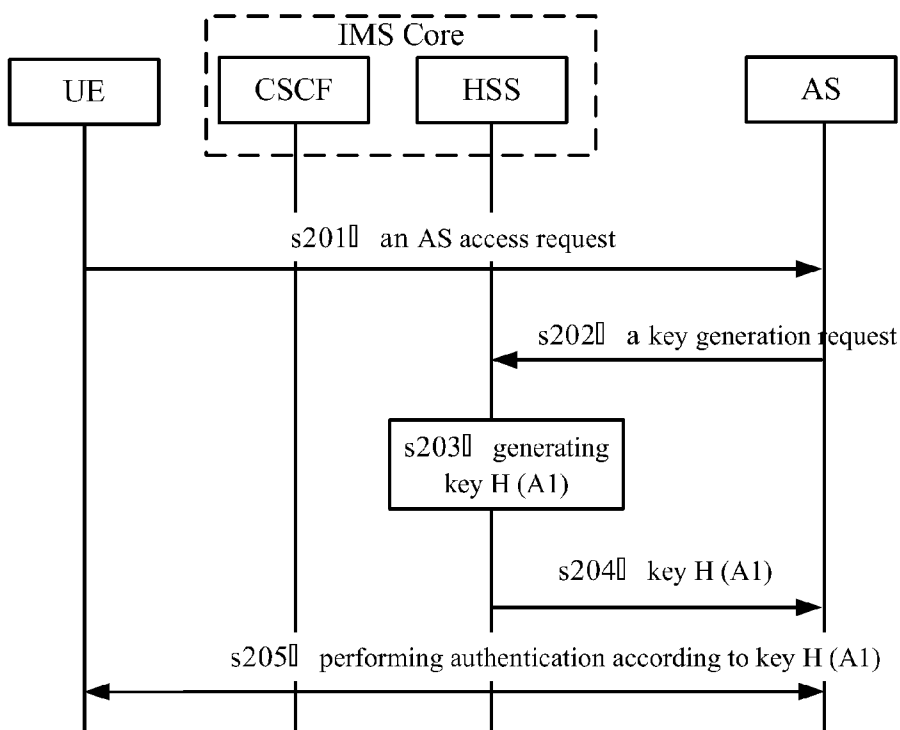 IMS Core
UE
CSCF
HSS
AS
s201▯ an AS access request
s202▯ a key generation request
s203▯ generating
key H (A1)
s204▯ key H (A1)
s205▯ performing authentication according to key H (A1)